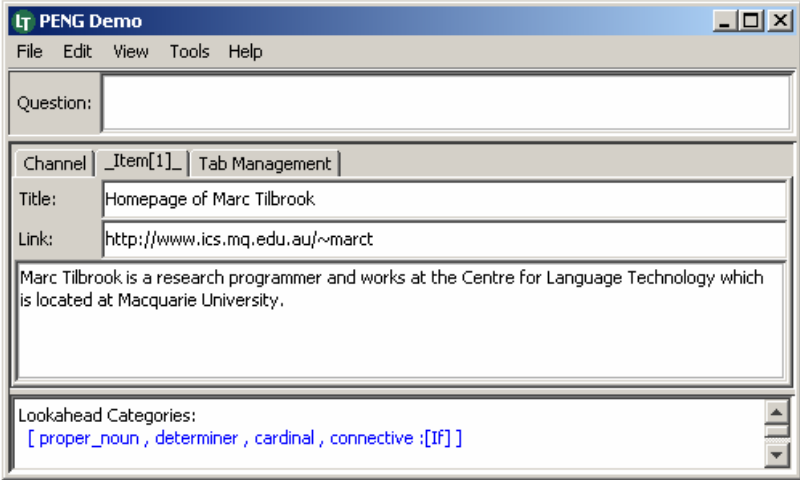 LT PENG Demo
File Edit View Tools Help
Question:
Channel _Item[1]_ Tab Management
Title: Homepage of Marc Tilbrook
Link: http://www.ics.mq.edu.au/~marct
Marc Tilbrook is a research programmer and works at the Centre for Language Technology which
is located at Macquarie University.
Lookahead Categories:
[ proper_noun , determiner , cardinal , connective :[If] ]